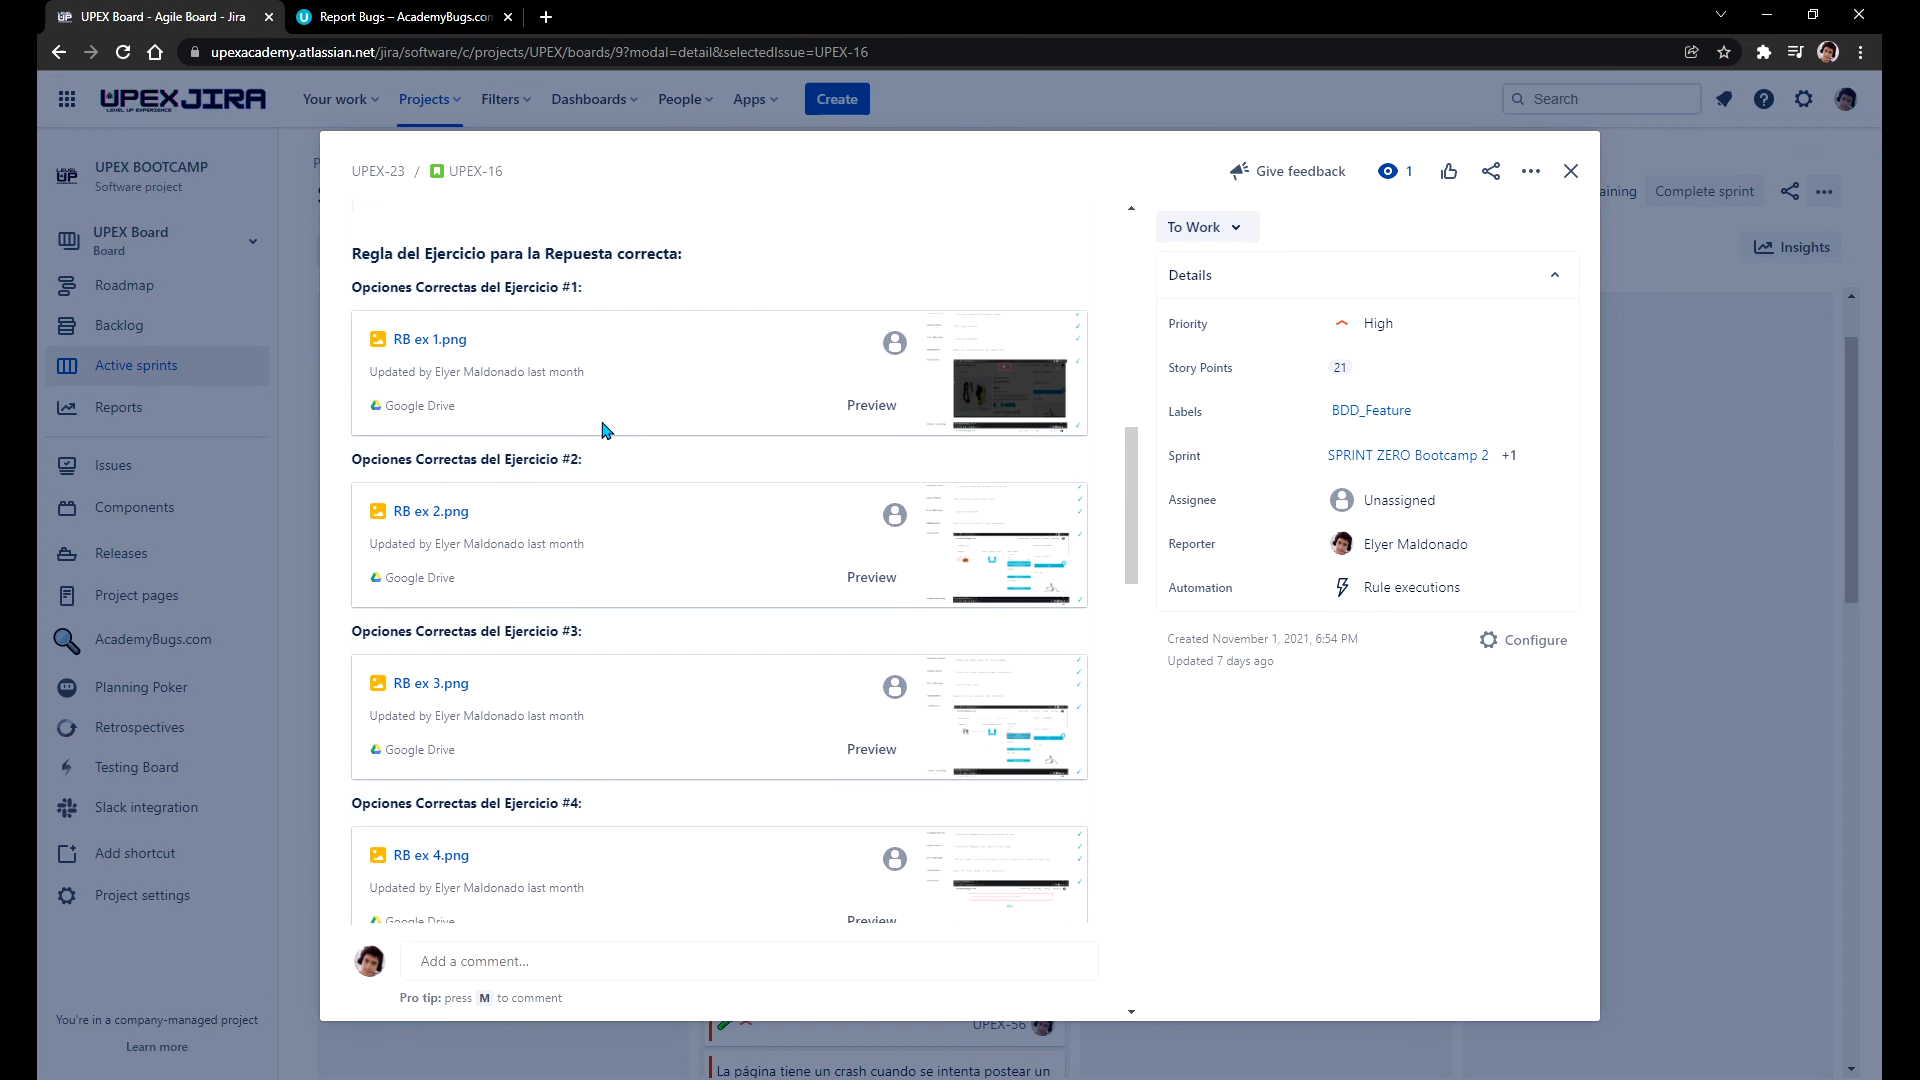 UPEX Board - Agile Board - Jira
Report Bugs – AcademyBugs.com
upexacademy.atlassian.net/jira/software/c/projects/UPEX/boards/9?modal=detail&selectedIssue=UPEX-16
UPEX JIRA
LEVEL UP EXPERIENCE
Your work
Projects
Filters
Dashboards
People
Apps
Create
Search
UPEX BOOTCAMP
Software project
UPEX Board
Board
Roadmap
Backlog
Active sprints
Reports
Issues
Components
Releases
Project pages
AcademyBugs.com
Planning Poker
Retrospectives
Testing Board
Slack integration
Add shortcut
Project settings
You're in a company-managed project
Learn more
UPEX-23 / UPEX-16
Give feedback
1
Complete sprint
Insights
Regla del Ejercicio para la Repuesta correcta:
Opciones Correctas del Ejercicio #1:
RB ex 1.png
Updated by Elyer Maldonado last month
Google Drive
Preview
Opciones Correctas del Ejercicio #2:
RB ex 2.png
Updated by Elyer Maldonado last month
Google Drive
Preview
Opciones Correctas del Ejercicio #3:
RB ex 3.png
Updated by Elyer Maldonado last month
Google Drive
Preview
Opciones Correctas del Ejercicio #4:
RB ex 4.png
Updated by Elyer Maldonado last month
Google Drive
Preview
Add a comment...
Pro tip: press M to comment
To Work
Details
Priority
High
Story Points
21
Labels
BDD_Feature
Sprint
SPRINT ZERO Bootcamp 2 +1
Assignee
Unassigned
Reporter
Elyer Maldonado
Automation
Rule executions
Created November 1, 2021, 6:54 PM
Updated 7 days ago
Configure
UPEX-56
La página tiene un crash cuando se intenta postear un